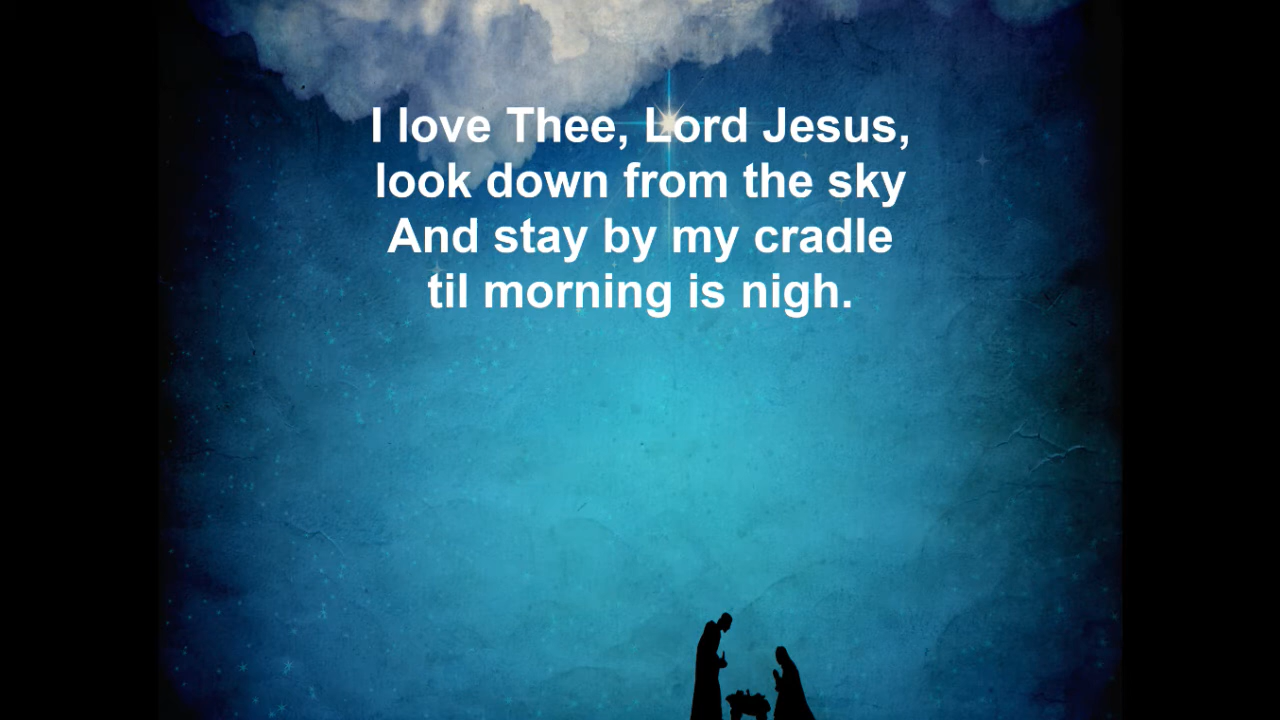 I love Thee, Lord Jesus,
look down from the sky
And stay by my cradle
til morning is nigh.